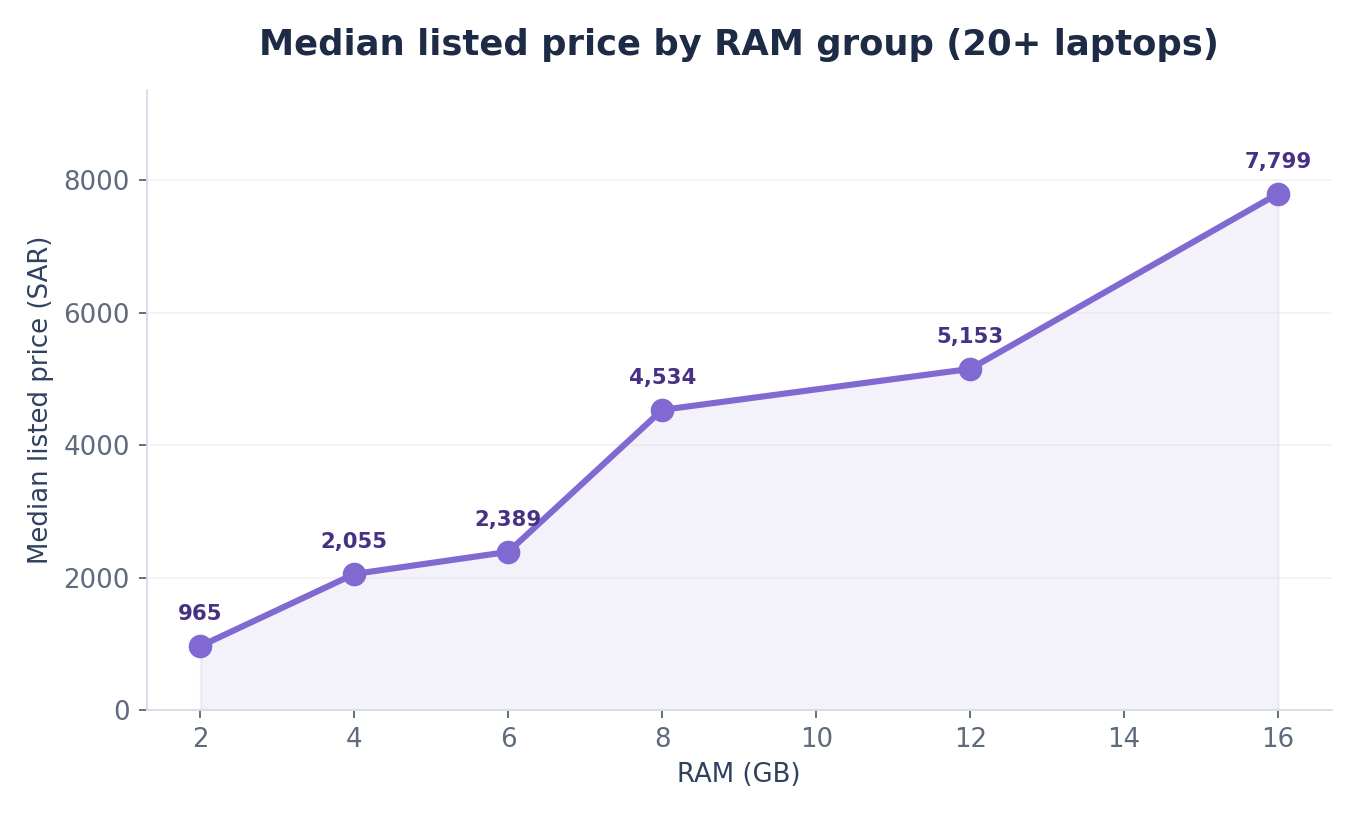 Median listed price by RAM group (20+ laptops)
Median listed price (SAR)
8000
6000
4000
2000
0
965
2,055
2,389
4,534
5,153
7,799
2 4 6 8 10 12 14 16
RAM (GB)